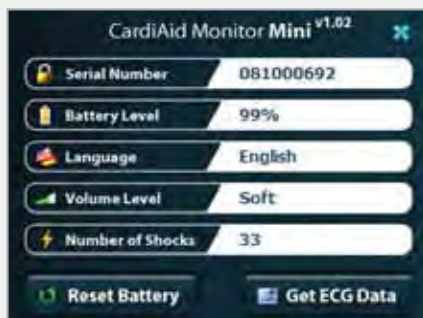 CardiAid Monitor Mini v1.02
Serial Number 081000692
Battery Level 99%
Language English
Volume Level Soft
Number of Shocks 33
Reset Battery Get ECG Data